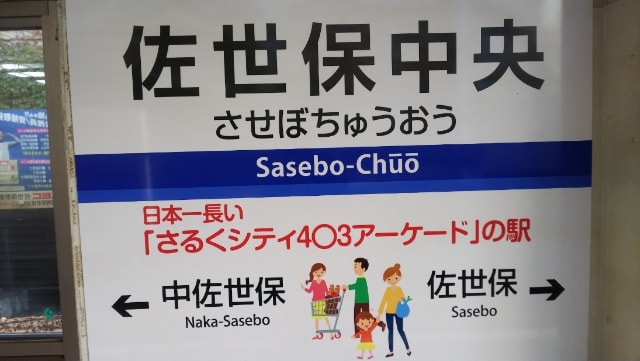 佐世保中央
させぼちゅうおう
Sasebo-Chūō
日本一長い
「さるくシティ4〇3アーケード」の駅
← 中佐世保
Naka-Sasebo
佐世保 →
Sasebo